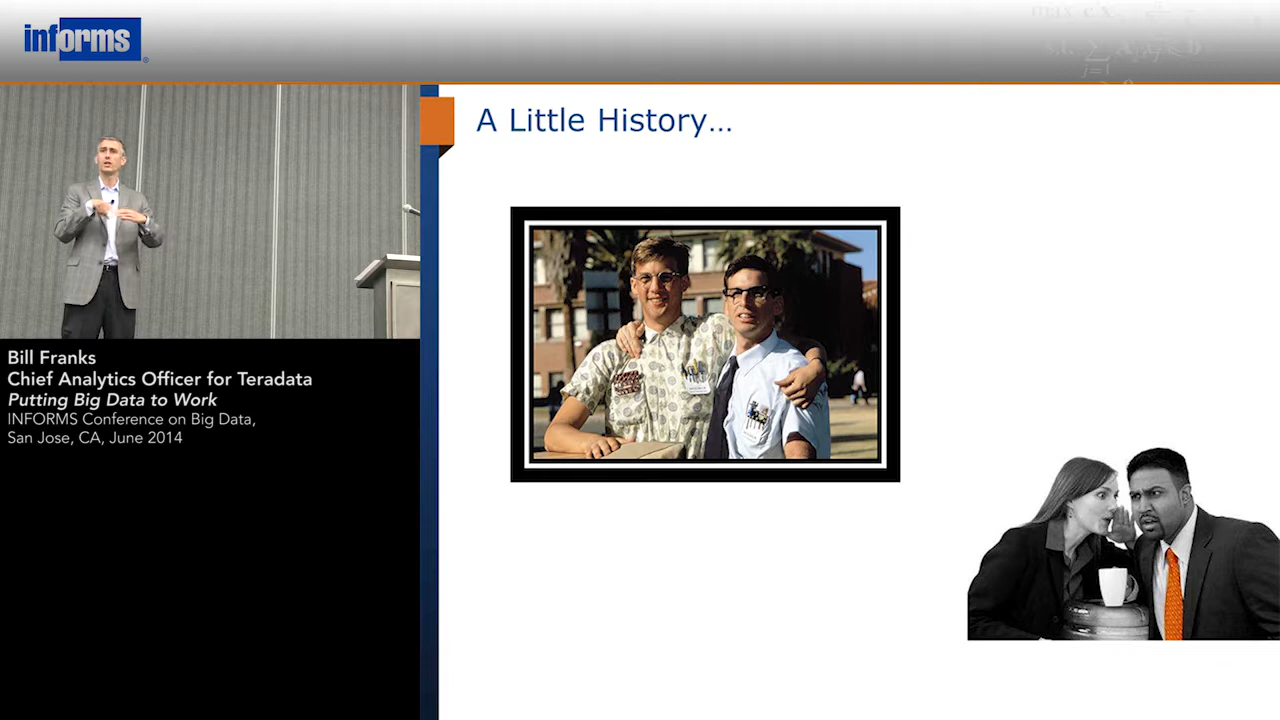 informs
A Little History…
Bill Franks
Chief Analytics Officer for Teradata
Putting Big Data to Work
INFORMS Conference on Big Data,
San Jose, CA, June 2014